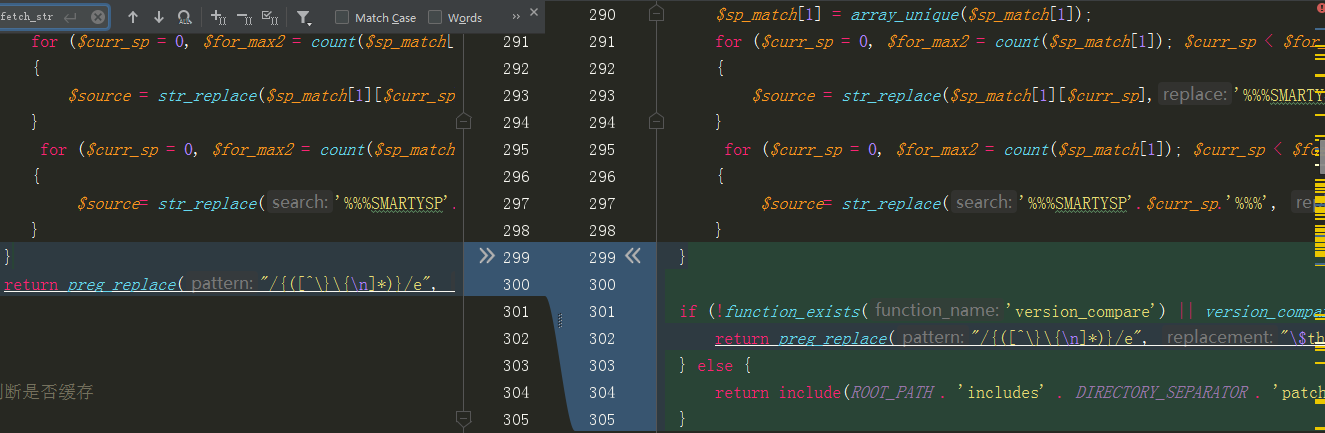 fetch_str Match Case Words
for ($curr_sp = 0, $for_max2 = count($sp_match[
{
$source = str_replace($sp_match[1][$curr_sp
}
for ($curr_sp = 0, $for_max2 = count($sp_match
{
$source= str_replace( search: '%%%SMARTYSP'.
}
}
return preg_replace( pattern: "/{([^\}\{\n]*)}/e",
判断是否缓存
290
291
292
293
294
295
296
297
298
299
300
301
302
303
304
305
290 $sp_match[1] = array_unique($sp_match[1]);
291 for ($curr_sp = 0, $for_max2 = count($sp_match[1]); $curr_sp < $for_
292 {
293 $source = str_replace($sp_match[1][$curr_sp], replace: '%%%SMARTY
294 }
295 for ($curr_sp = 0, $for_max2 = count($sp_match[1]); $curr_sp < $fo
296 {
297 $source= str_replace( search: '%%%SMARTYSP'.$curr_sp.'%%%', re
298 }
299 }
300
301 if (!function_exists( function_name: 'version_compare') || version_compa
302 return preg_replace( pattern: "/{([^\}\{\n]*)}/e", replacement: "\$th
303 } else {
304 return include(ROOT_PATH . 'includes' . DIRECTORY_SEPARATOR . 'patch
305 }